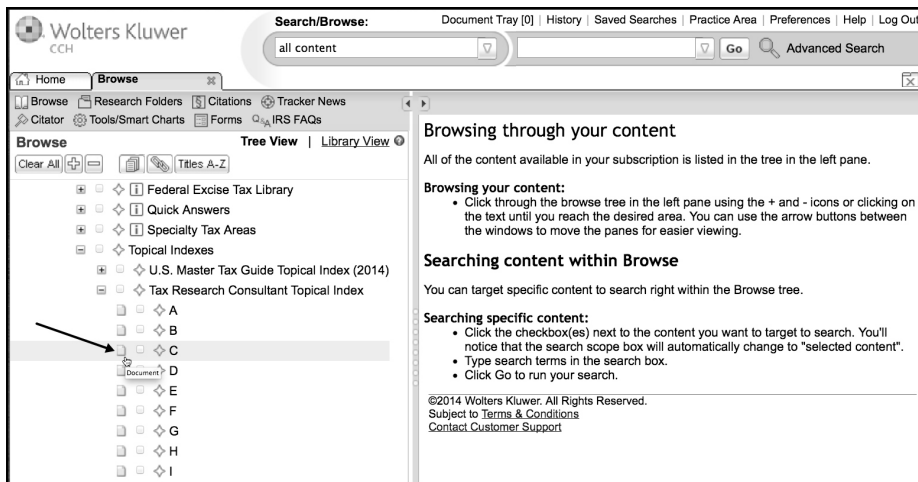 Wolters Kluwer
CCH
Search/Browse:
Document Tray [0] | History | Saved Searches | Practice Area | Preferences | Help | Log Out
all content
Go
Advanced Search
Home
Browse
Browse Research Folders Citations Tracker News
Citator Tools/Smart Charts Forms IRS FAQs
Browse
Tree View | Library View
Clear All
Titles A-Z
Federal Excise Tax Library
Quick Answers
Specialty Tax Areas
Topical Indexes
U.S. Master Tax Guide Topical Index (2014)
Tax Research Consultant Topical Index
A
B
C
Document
D
E
F
G
H
I
Browsing through your content
All of the content available in your subscription is listed in the tree in the left pane.
Browsing your content:
• Click through the browse tree in the left pane using the + and - icons or clicking on
the text until you reach the desired area. You can use the arrow buttons between
the windows to move the panes for easier viewing.
Searching content within Browse
You can target specific content to search right within the Browse tree.
Searching specific content:
• Click the checkbox(es) next to the content you want to target to search. You'll
notice that the search scope box will automatically change to "selected content".
• Type search terms in the search box.
• Click Go to run your search.
©2014 Wolters Kluwer. All Rights Reserved.
Subject to Terms & Conditions
Contact Customer Support